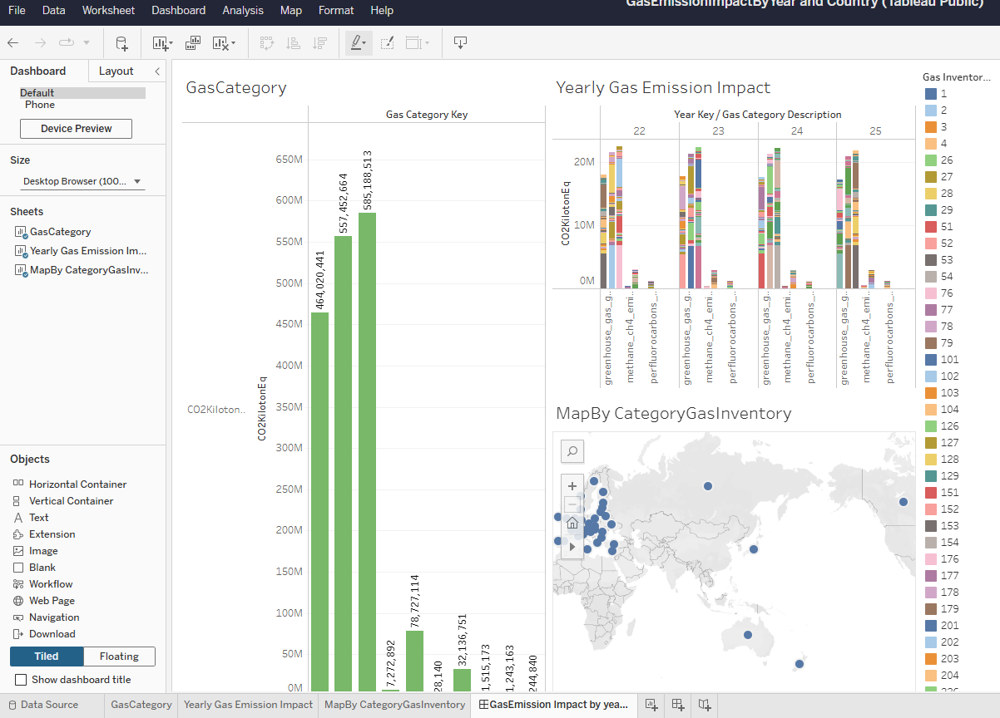 GasEmissionImpactByYear and Country (Tableau Public)
File Data Worksheet Dashboard Analysis Map Format Help
Dashboard Layout
Default
Phone
Device Preview
Size
Desktop Browser (100...
Sheets
GasCategory
Yearly Gas Emission Im...
MapBy CategoryGasInv...
Objects
Horizontal Container
Vertical Container
Text
Extension
Image
Blank
Workflow
Web Page
Navigation
Download
Tiled Floating
Show dashboard title
GasCategory
Gas Category Key
CO2Kiloton..
CO2KilotonEq
650M
600M
550M
500M
450M
400M
350M
300M
250M
200M
150M
100M
50M
0M
464,020,441
557,452,664
585,188,513
7,272,892
78,727,114
28,140
32,136,751
1,515,173
1,243,163
244,840
Yearly Gas Emission Impact
Year Key / Gas Category Description
22 23 24 25
CO2KilotonEq
20M
10M
0M
greenhouse_gas_g..
methane_ch4_emi..
perfluorocarbons_..
greenhouse_gas_g..
methane_ch4_emi..
perfluorocarbons_..
greenhouse_gas_g..
methane_ch4_emi..
perfluorocarbons_..
greenhouse_gas_g..
methane_ch4_emi..
perfluorocarbons_..
MapBy CategoryGasInventory
Gas Inventor...
1
2
3
4
26
27
28
29
51
52
53
54
76
77
78
79
101
102
103
104
126
127
128
129
151
152
153
154
176
177
178
179
201
202
203
204
Data Source GasCategory Yearly Gas Emission Impact MapBy CategoryGasInventory GasEmission Impact by yea...